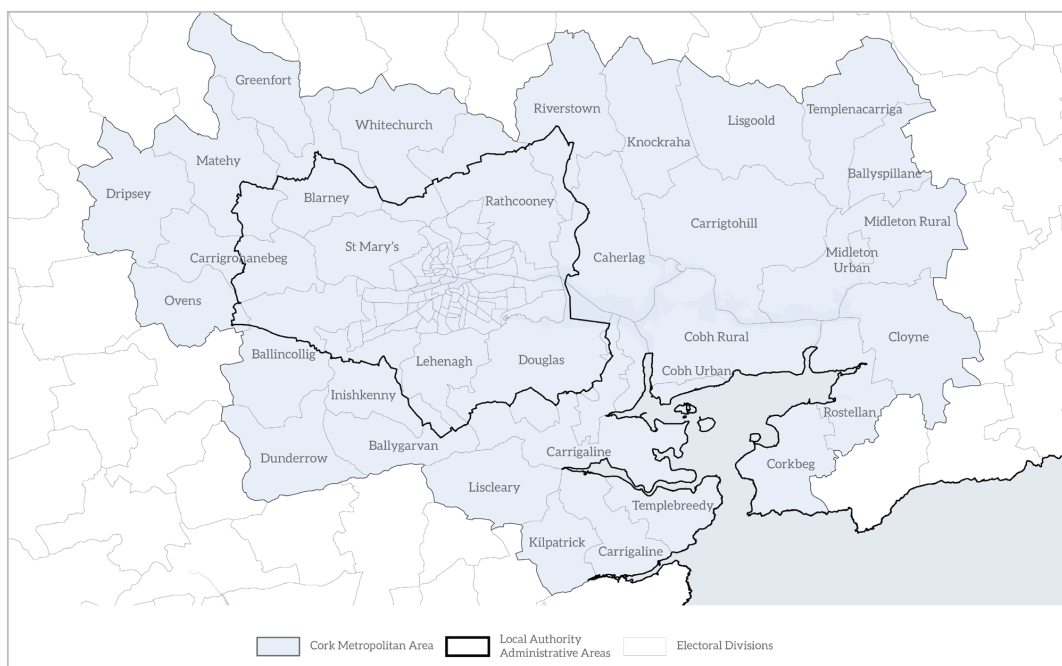 Greenfort
Whitechurch
Riverstown
Knockraha
Lisgoold
Templenacarriga
Matehy
Dripsey
Blarney
Rathcooney
Ballyspillane
St Mary's
Carrigtohill
Midleton Rural
Carrigrohanebeg
Caherlag
Midleton
Urban
Ovens
Ballincollig
Lehenagh
Douglas
Cobh Rural
Cloyne
Cobh Urban
Inishkenny
Rostellan
Ballygarvan
Dunderrow
Carrigaline
Corkbeg
Liscleary
Templebreedy
Kilpatrick
Carrigaline
Cork Metropolitan Area
Local Authority
Administrative Areas
Electoral Divisions